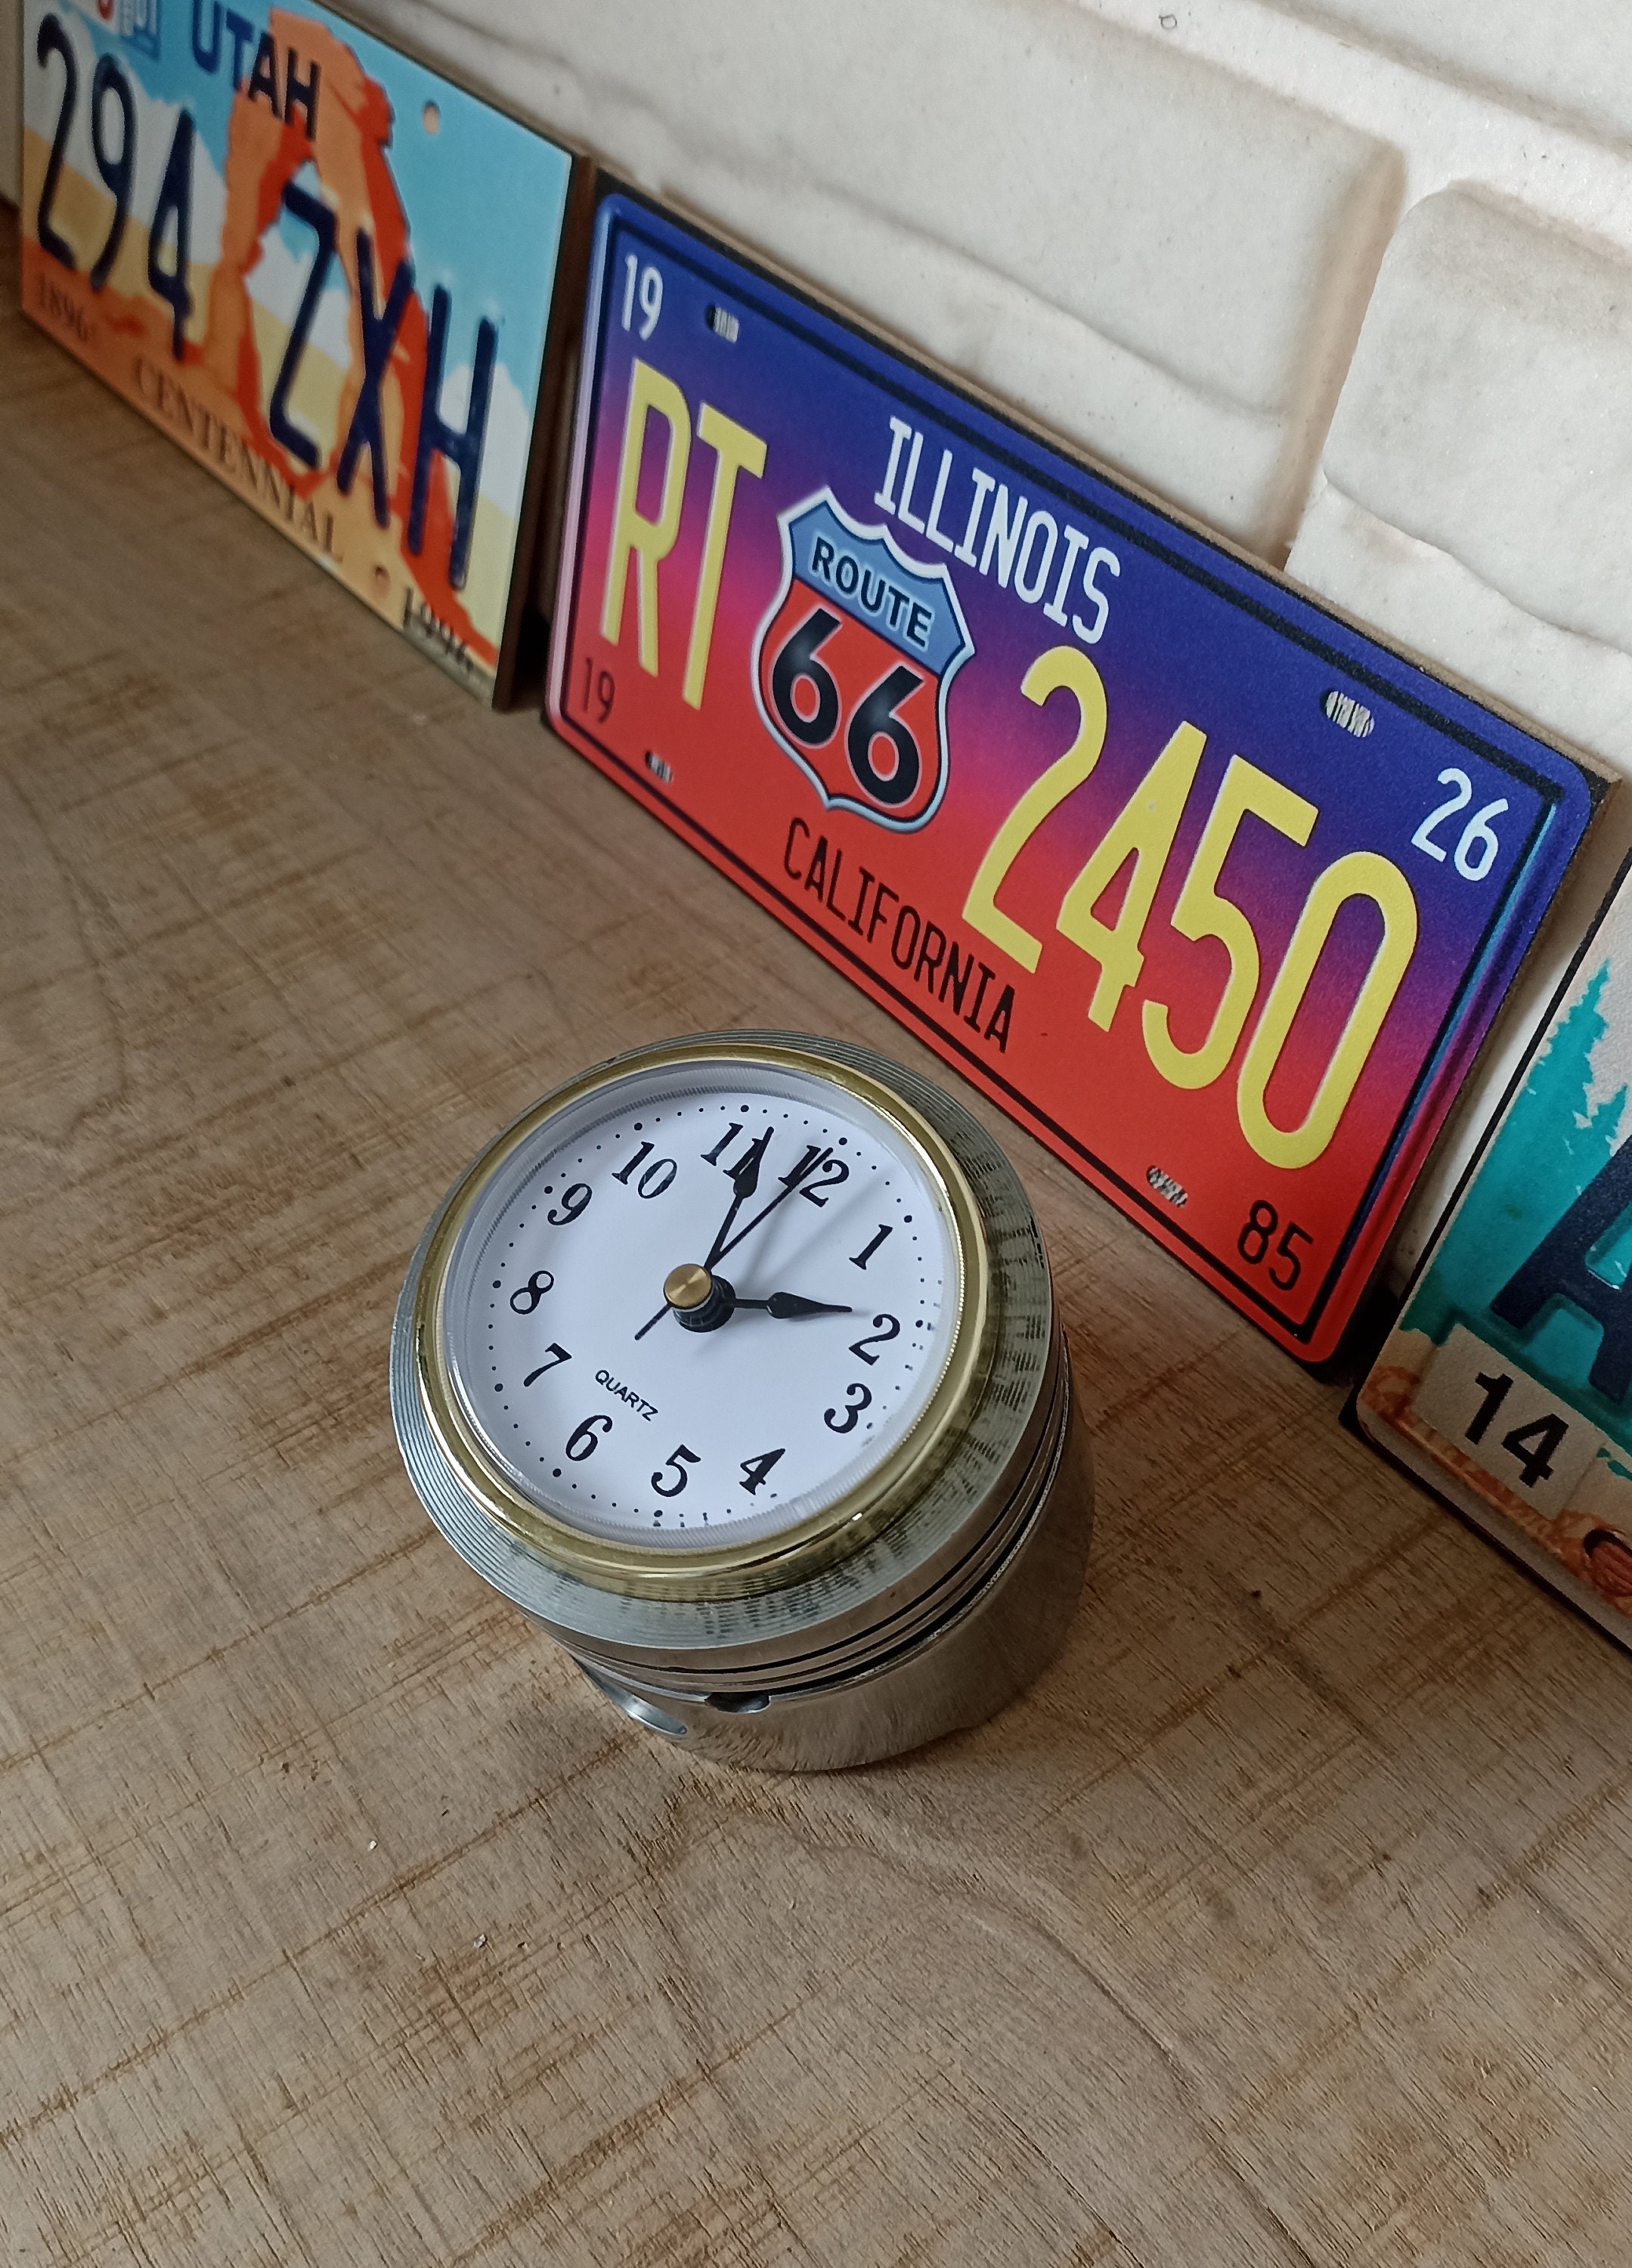 UTAH
294 ZXH
1896
CENTENNIAL
1996
19
ILLINOIS
26
RT
ROUTE
66
2450
19
CALIFORNIA
85
A
14
11 12 1 2 3 4 5 6 7 8 9 10
QUARTZ